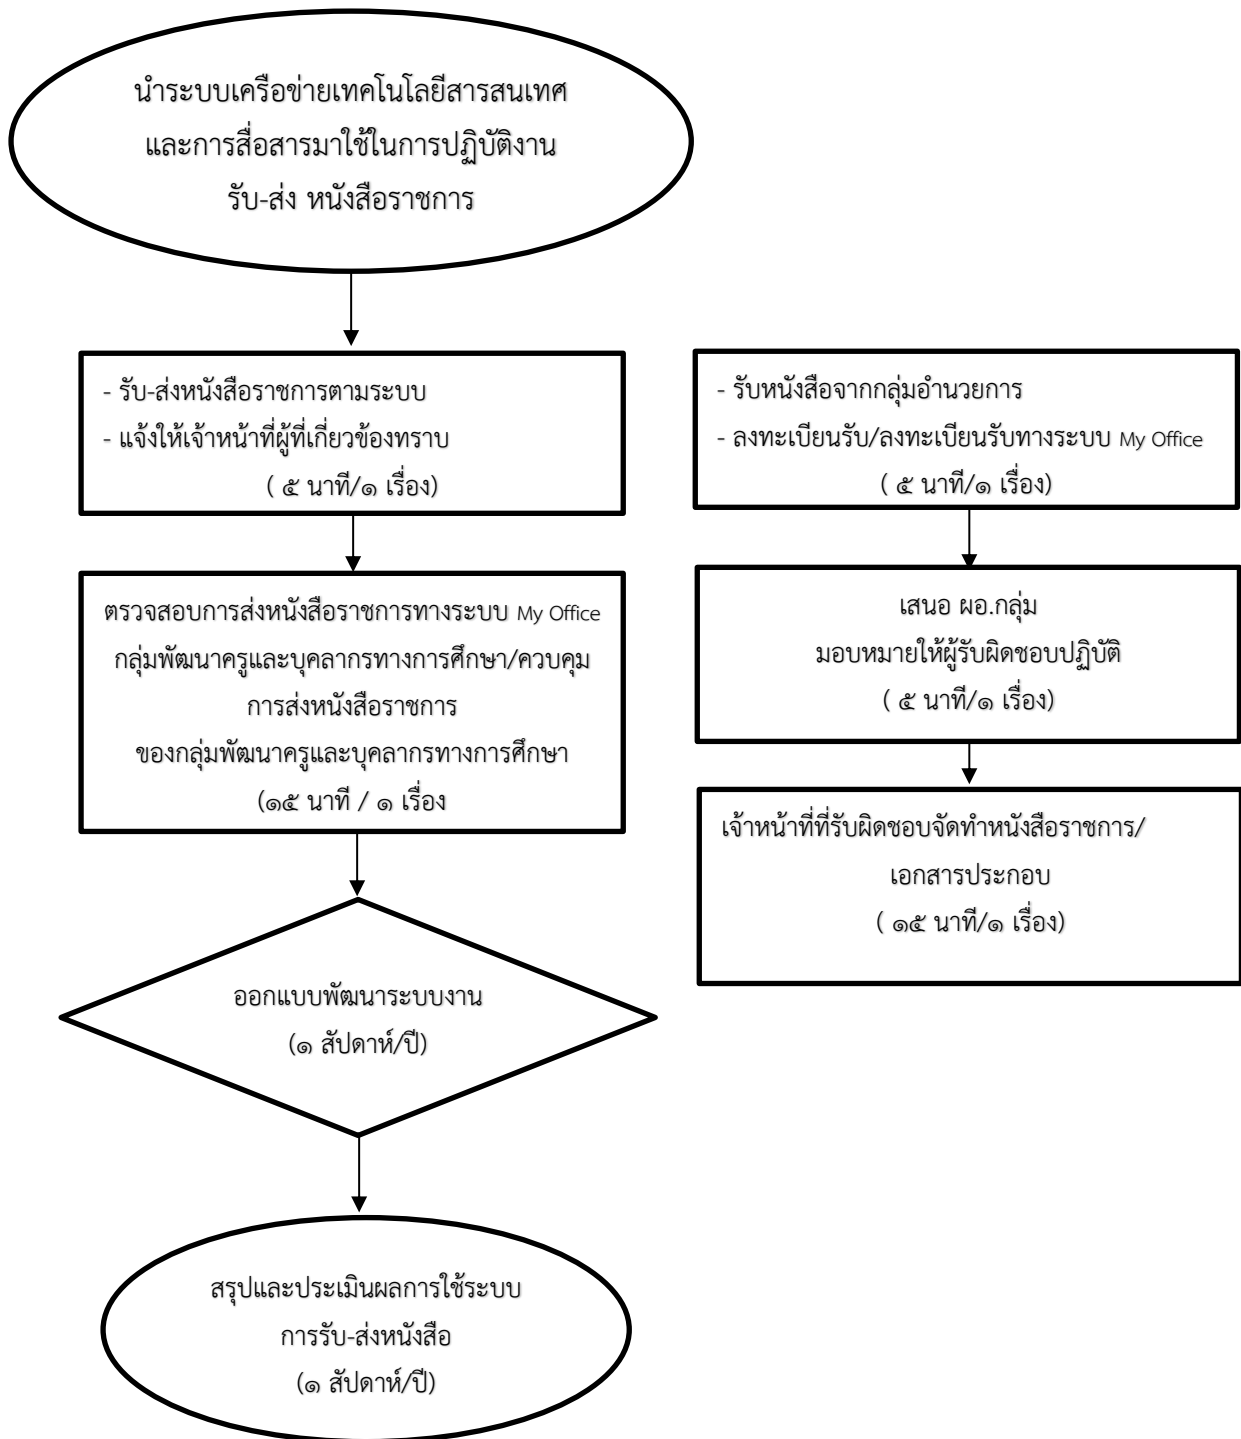 นำระบบเครือข่ายเทคโนโลยีสารสนเทศ
และการสื่อสารมาใช้ในการปฏิบัติงาน
รับ-ส่ง หนังสือราชการ
- รับ-ส่งหนังสือราชการตามระบบ
- แจ้งให้เจ้าหน้าที่ผู้ที่เกี่ยวข้องทราบ
( ๕ นาที/๑ เรื่อง)
ตรวจสอบการส่งหนังสือราชการทางระบบ My Office
กลุ่มพัฒนาครูและบุคลากรทางการศึกษา/ควบคุม
การส่งหนังสือราชการ
ของกลุ่มพัฒนาครูและบุคลากรทางการศึกษา
(๑๕ นาที / ๑ เรื่อง
ออกแบบพัฒนาระบบงาน
(๑ สัปดาห์/ปี)
สรุปและประเมินผลการใช้ระบบ
การรับ-ส่งหนังสือ
(๑ สัปดาห์/ปี)
- รับหนังสือจากกลุ่มอำนวยการ
- ลงทะเบียนรับ/ลงทะเบียนรับทางระบบ My Office
( ๕ นาที/๑ เรื่อง)
เสนอ ผอ.กลุ่ม
มอบหมายให้ผู้รับผิดชอบปฏิบัติ
( ๕ นาที/๑ เรื่อง)
เจ้าหน้าที่ที่รับผิดชอบจัดทำหนังสือราชการ/
เอกสารประกอบ
( ๑๕ นาที/๑ เรื่อง)